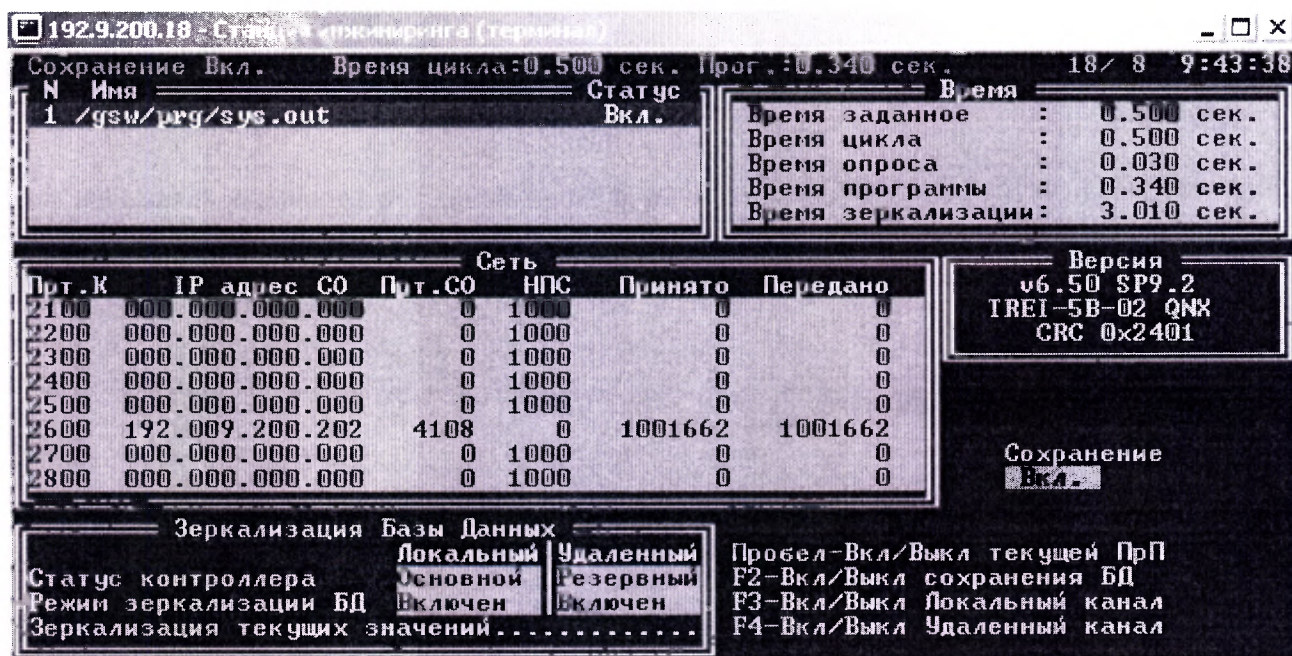 192.9.200.18 - Станция инжиниринга (терминал)
Сохранение Вкл. Время цикла:0.500 сек. Прог.:0.340 сек. 18/ 8 9:43:38
N Имя Статус
1 /gsw/prg/sys.out Вкл.
Время
Время заданное : 0.500 сек.
Время цикла : 0.500 сек.
Время опроса : 0.030 сек.
Время программы : 0.340 сек.
Время зеркализации: 3.010 сек.
Сеть
Прт.К IP адрес СО Прт.СО НПС Принято Передано
2100 000.000.000.000 0 1000 0 0
2200 000.000.000.000 0 1000 0 0
2300 000.000.000.000 0 1000 0 0
2400 000.000.000.000 0 1000 0 0
2500 000.000.000.000 0 1000 0 0
2600 192.009.200.202 4108 0 1001662 1001662
2700 000.000.000.000 0 1000 0 0
2800 000.000.000.000 0 1000 0 0
Версия
v6.50 SP9.2
TREI-5B-02 QNX
CRC 0x2401
Сохранение
Вкл.
Зеркализация Базы Данных
Локальный Удаленный
Статус контроллера Основной Резервный
Режим зеркализации БД Включен Включен
Зеркализация текущих значений.............
Пробел-Вкл/Выкл текущей ПрП
F2-Вкл/Выкл сохранения БД
F3-Вкл/Выкл Локальный канал
F4-Вкл/Выкл Удаленный канал